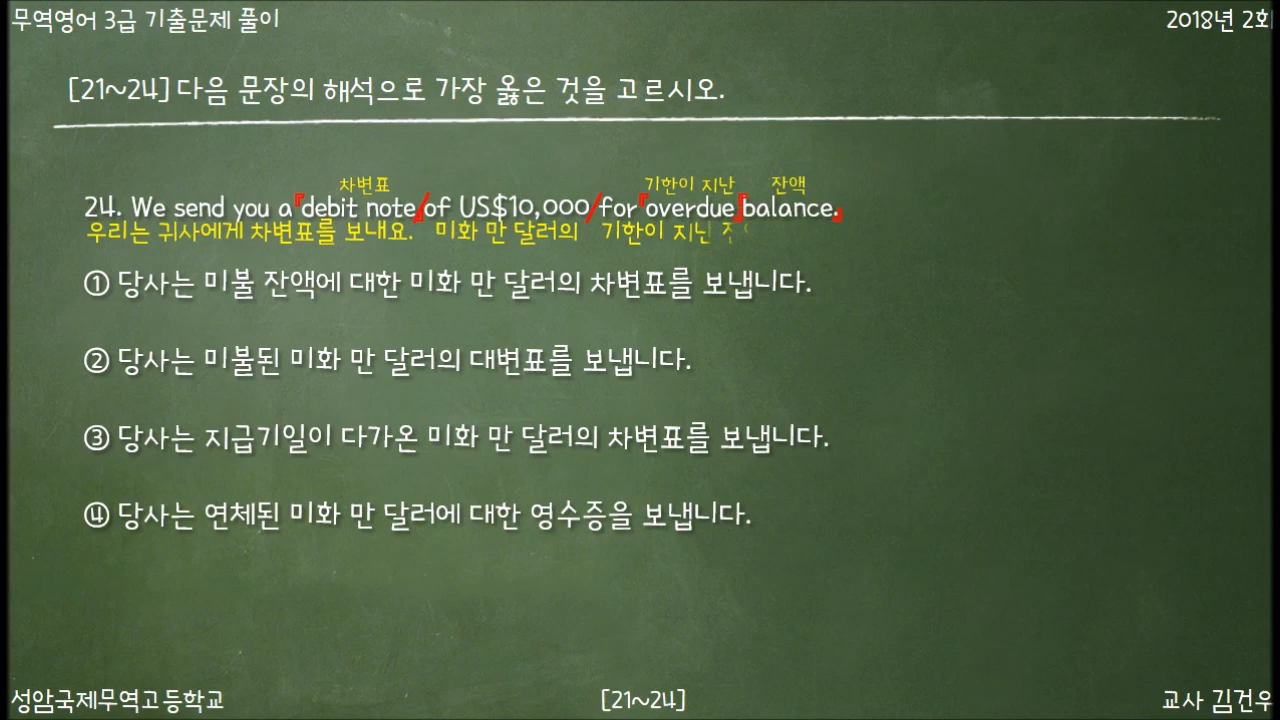 무역영어 3급 기출문제 풀이
2018년 2회
[21~24] 다음 문장의 해석으로 가장 옳은 것을 고르시오.
차변표 기한이 지난 잔액
24. We send you a『debit note』/of US$10,000/for『overdue』balance.』
우리는 귀사에게 차변표를 보내요. 미화 만 달러의 기한이 지난
① 당사는 미불 잔액에 대한 미화 만 달러의 차변표를 보냅니다.
② 당사는 미불된 미화 만 달러의 대변표를 보냅니다.
③ 당사는 지급기일이 다가온 미화 만 달러의 차변표를 보냅니다.
④ 당사는 연체된 미화 만 달러에 대한 영수증을 보냅니다.
성암국제무역고등학교
[21~24]
교사 김건우